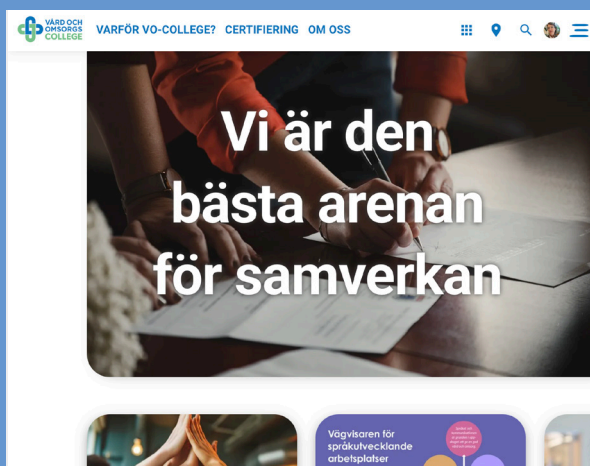 VÅRD OCH
OMSORGS
COLLEGE
VARFÖR VO-COLLEGE? CERTIFIERING OM OSS
Vi är den
bästa arenan
för samverkan
Vägvisaren för
språkutvecklande
arbetsplatser